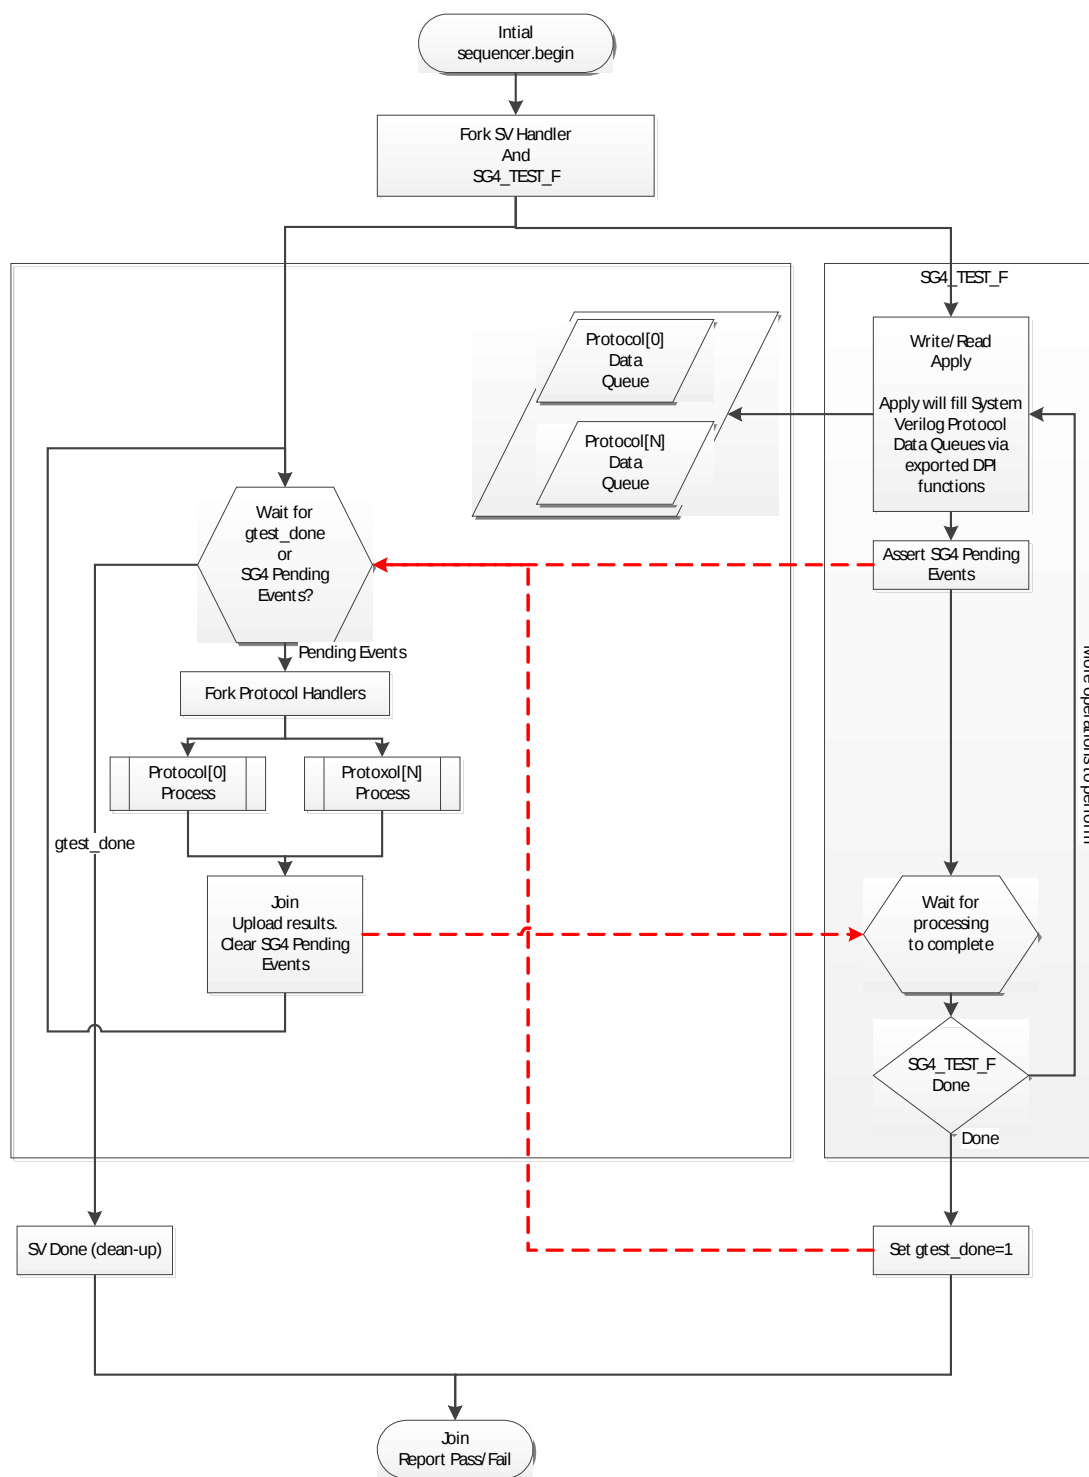 Intial
sequencer.begin
Fork SV Handler
And
SG4_TEST_F
SG4_TEST_F
Protocol[0]
Data
Queue
Protocol[N]
Data
Queue
Write/Read
Apply
Apply will fill System
Verilog Protocol
Data Queues via
exported DPI
functions
Wait for
gtest_done
or
SG4 Pending
Events?
Assert SG4 Pending
Events
Pending Events
Fork Protocol Handlers
Protocol[0]
Process
Protoxol[N]
Process
gtest_done
More operations to perform
Join
Upload results.
Clear SG4 Pending
Events
Wait for
processing
to complete
SG4_TEST_F
Done
Done
SV Done (clean-up)
Set gtest_done=1
Join
Report Pass/Fail